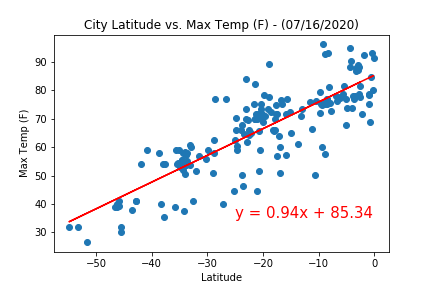 City Latitude vs. Max Temp (F) - (07/16/2020)
90
80
70
60
50
40
30
Max Temp (F)
y = 0.94x + 85.34
−50 −40 −30 −20 −10 0
Latitude